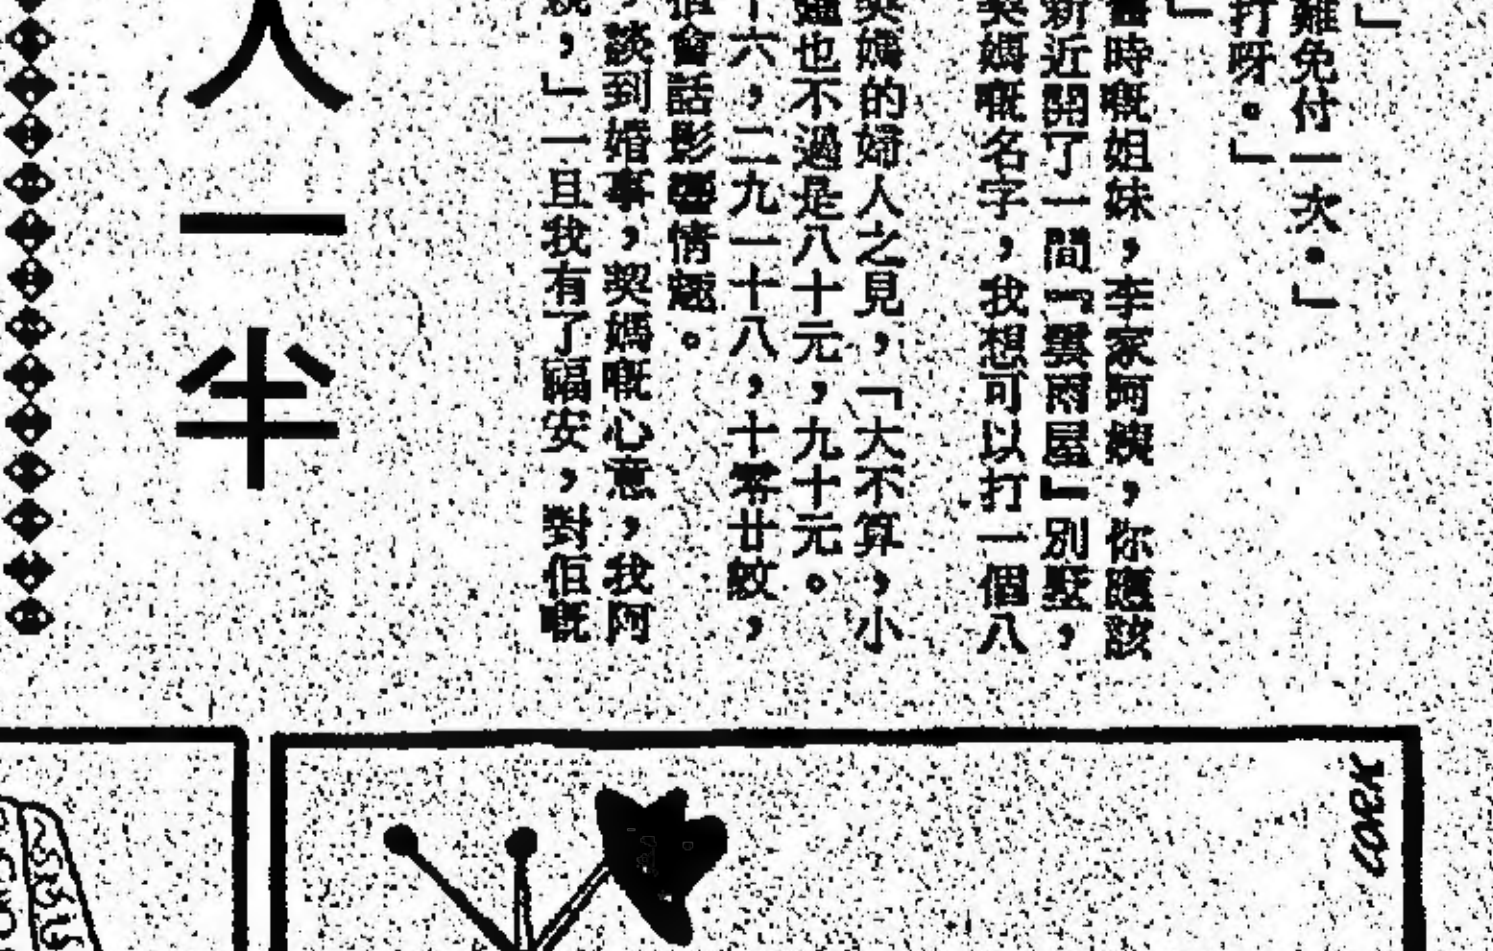 」
難免付一次。」
打呀。」
」
舊時嘅姐妹，李家阿嫂，你應該
新近開了一間『雲雨屋』別墅，
契媽嘅名字，我想可以打一個八
契媽的婦人之見，「大不算，小
也不過是八十元，九十元。
十六，二九一十八，十零廿蚊，
會話影響情趣。
，談到婚事，契媽嘅心意，我阿
，」一旦我有了福安，對佢嘅
人一半
CORK